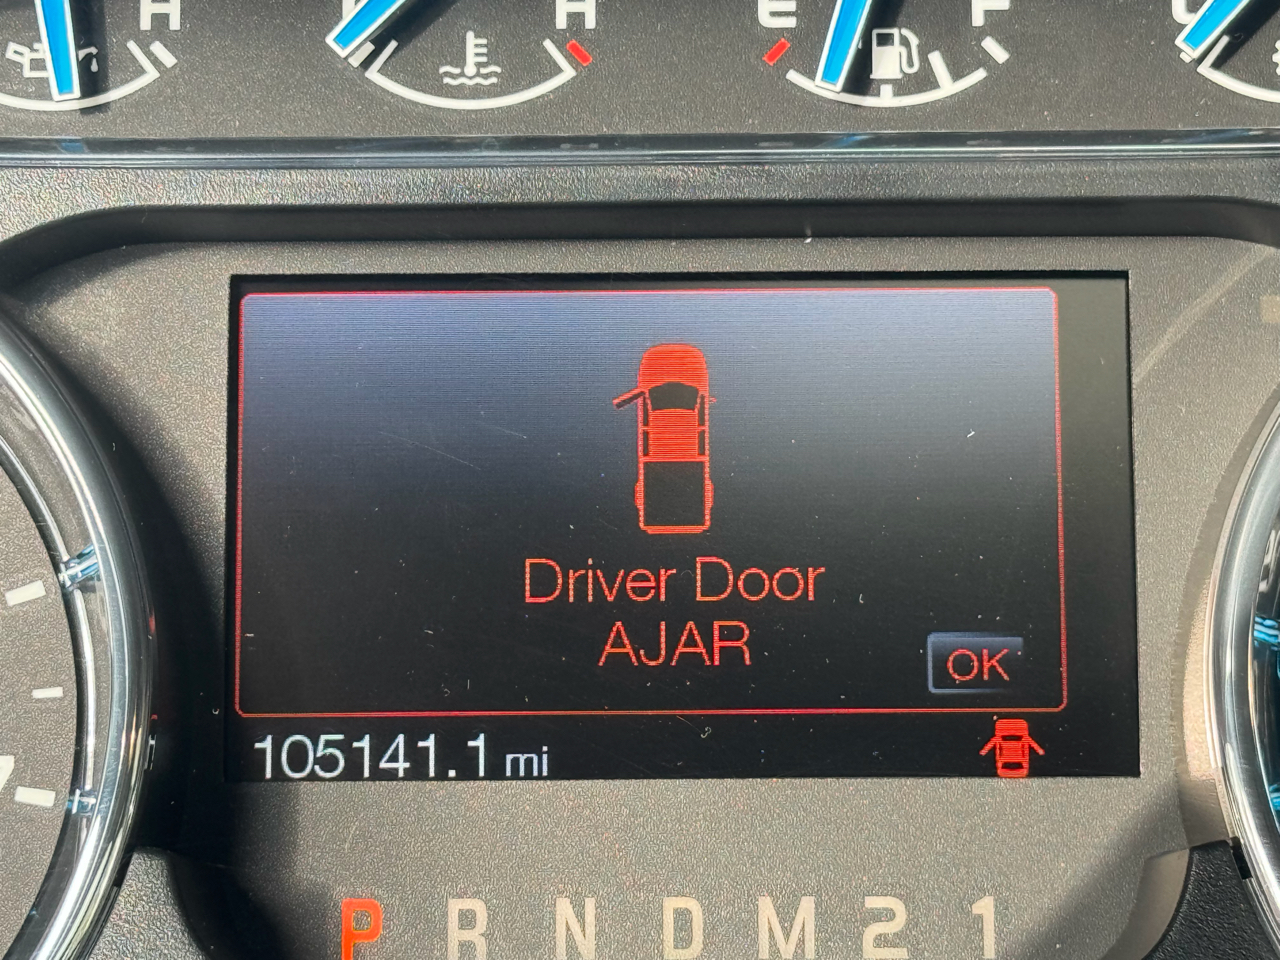 H H E F
Driver Door
AJAR
OK
105141.1 mi
P R N D M 2 1